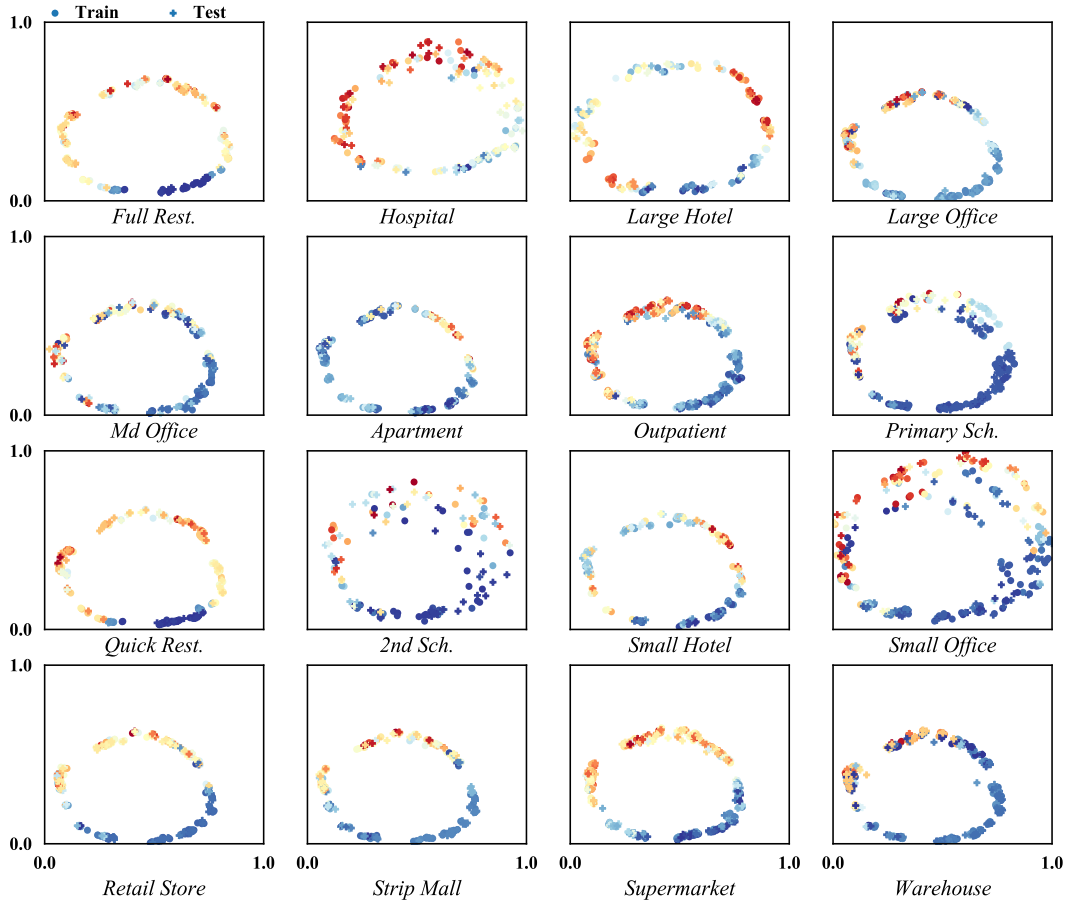 Train Test
1.0
0.0
Full Rest. Hospital Large Hotel Large Office
1.0
0.0
Md Office Apartment Outpatient Primary Sch.
1.0
0.0
Quick Rest. 2nd Sch. Small Hotel Small Office
1.0
0.0
0.0 1.0 0.0 1.0 0.0 1.0 0.0 1.0
Retail Store Strip Mall Supermarket Warehouse